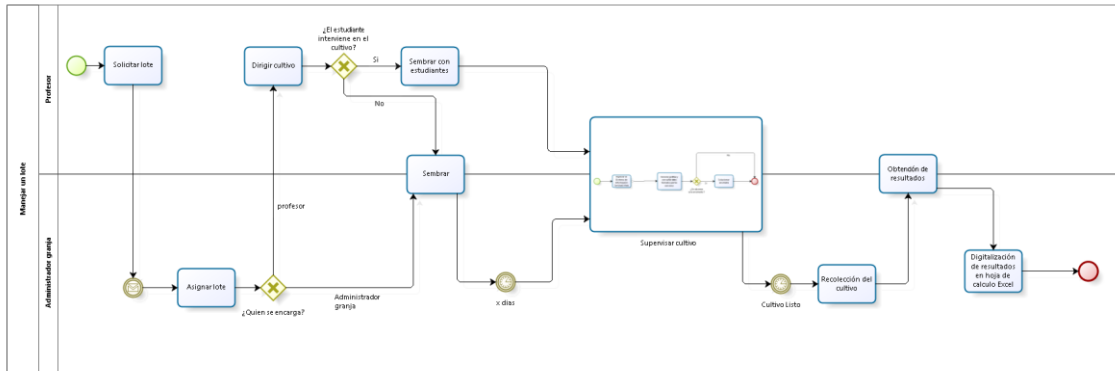 Manejar un lote
Profesor
Administrador granja
Solicitar lote
Dirigir cultivo
¿El estudiante
interviene en el
cultivo?
Si
No
Sembrar con
estudiantes
Sembrar
profesor
Asignar lote
¿Quien se encarga?
Administrador
granja
x dias
Supervisar cultivo
Cultivo Listo
Recolección del
cultivo
Obtención de
resultados
Digitalización
de resultados
en hoja de
calculo Excel